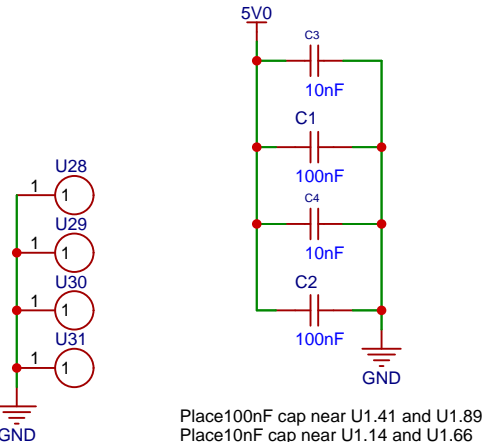 5V0
C3
10nF
C1
100nF
C4
10nF
C2
100nF
GND
U28
1 1
U29
1 1
U30
1 1
U31
1 1
GND
Place100nF cap near U1.41 and U1.89
Place10nF cap near U1.14 and U1.66